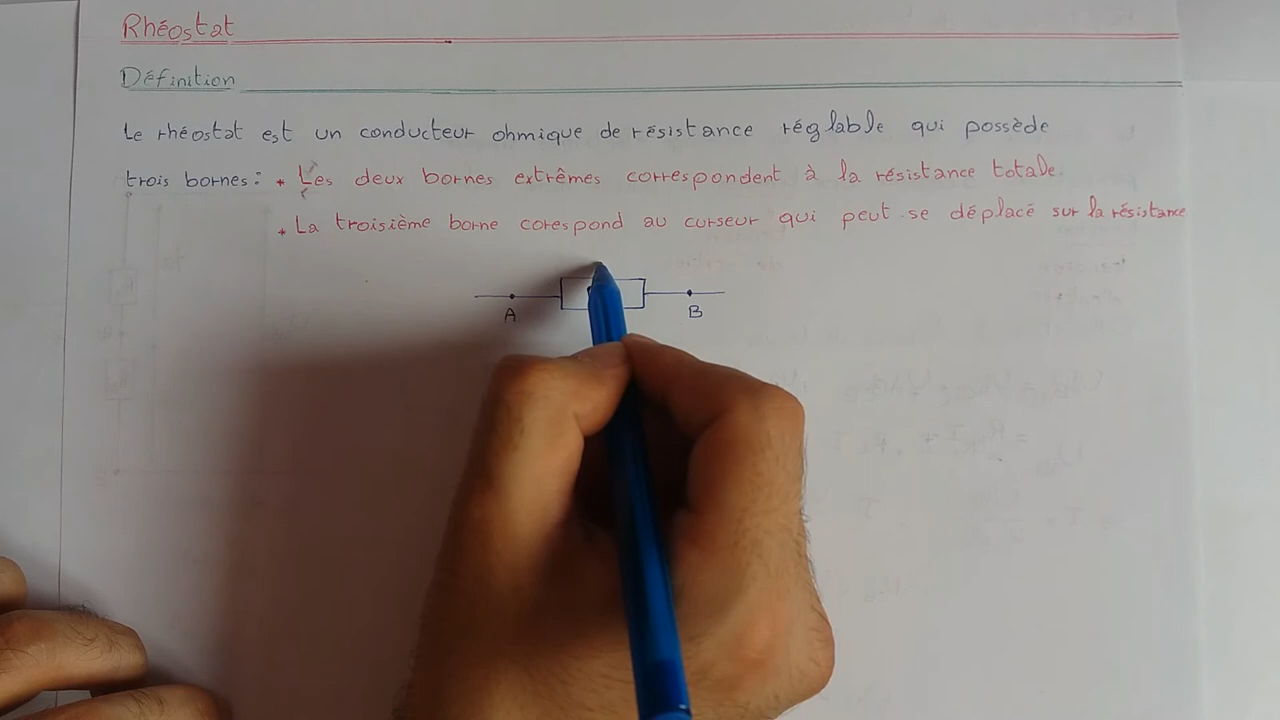 Rhéostat
Définition
Le rhéostat est un conducteur ohmique de résistance réglable qui possède
trois bornes: * Les deux bornes extrêmes correspondent à la résistance totale.
* La troisième borne corespond au curseur qui peut se déplacé sur la résistance
A B